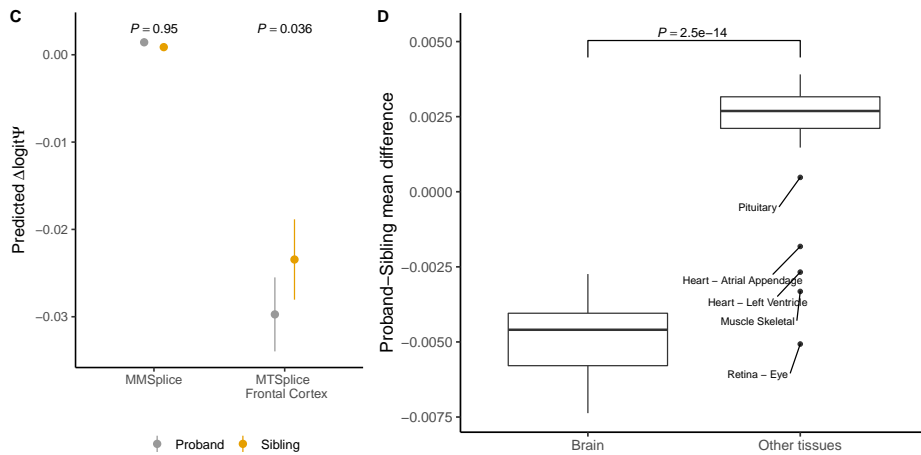 C
P = 0.95
P = 0.036
0.00
−0.01
−0.02
−0.03
Predicted ΔlogitΨ
MMSplice
MTSplice
Frontal Cortex
Proband
Sibling
D
P = 2.5e−14
0.0050
0.0025
0.0000
−0.0025
−0.0050
−0.0075
Proband−Sibling mean difference
Pituitary
Heart − Atrial Appendage
Heart − Left Ventricle
Muscle Skeletal
Retina − Eye
Brain
Other tissues